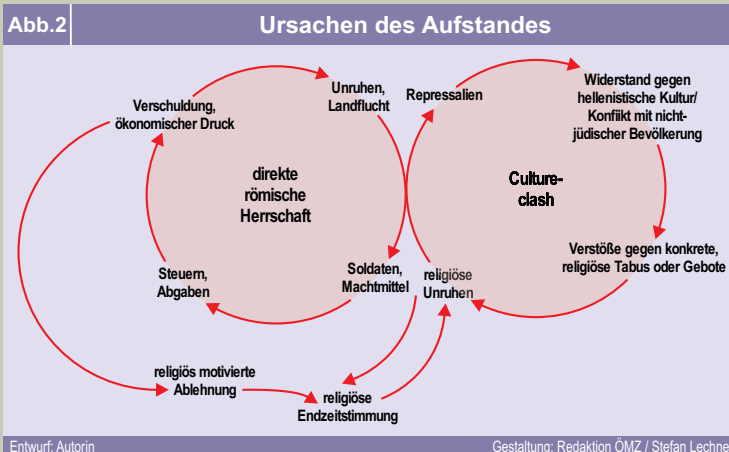 Abb.2
Ursachen des Aufstandes
Verschuldung,
ökonomischer Druck
Unruhen,
Landflucht
direkte
römische
Herrschaft
Steuern,
Abgaben
Soldaten,
Machtmittel
Repressalien
Widerstand gegen
hellenistische Kultur/
Konfiikt mit nicht-
jüdischer Bevölkerung
Culture-
clash
Verstöße gegen konkrete,
religiöse Tabus oder Gebote
religiöse
Unruhen
religiös motivierte
Ablehnung
religiöse
Endzeitstimmung
Entwurf: Autorin
Gestaltung: Redaktion ÖMZ / Stefan Lechne